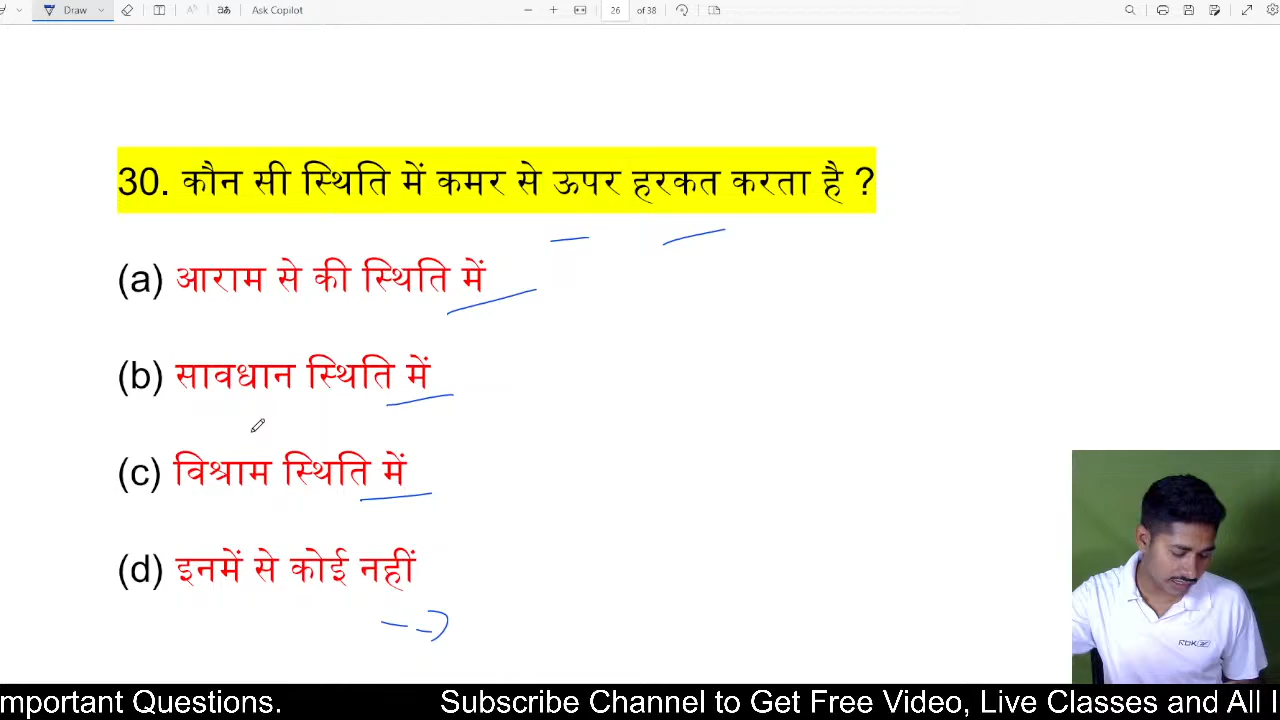 Draw
Ask Copilot
26 of 38
30. कौन सी स्थिति में कमर से ऊपर हरकत करता है ?
(a) आराम से की स्थिति में
(b) सावधान स्थिति में
(c) विश्राम स्थिति में
(d) इनमें से कोई नहीं
RBK
mportant Questions. Subscribe Channel to Get Free Video, Live Classes and All I